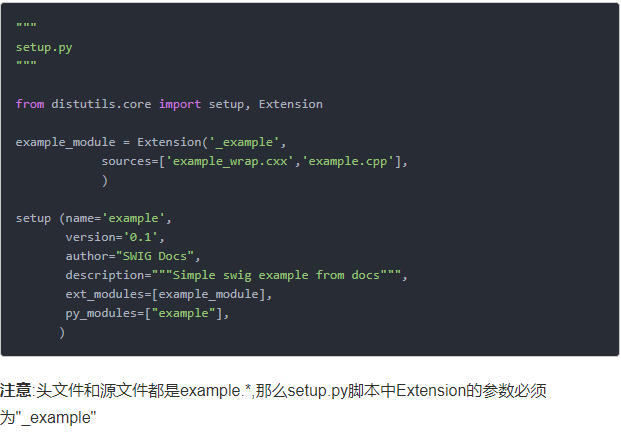 """
setup.py
"""
from distutils.core import setup, Extension
example_module = Extension('_example',
sources=['example_wrap.cxx','example.cpp'],
)
setup (name='example',
version='0.1',
author="SWIG Docs",
description="""Simple swig example from docs""",
ext_modules=[example_module],
py_modules=["example"],
)
注意:头文件和源文件都是example.*,那么setup.py脚本中Extension的参数必须
为"_example"